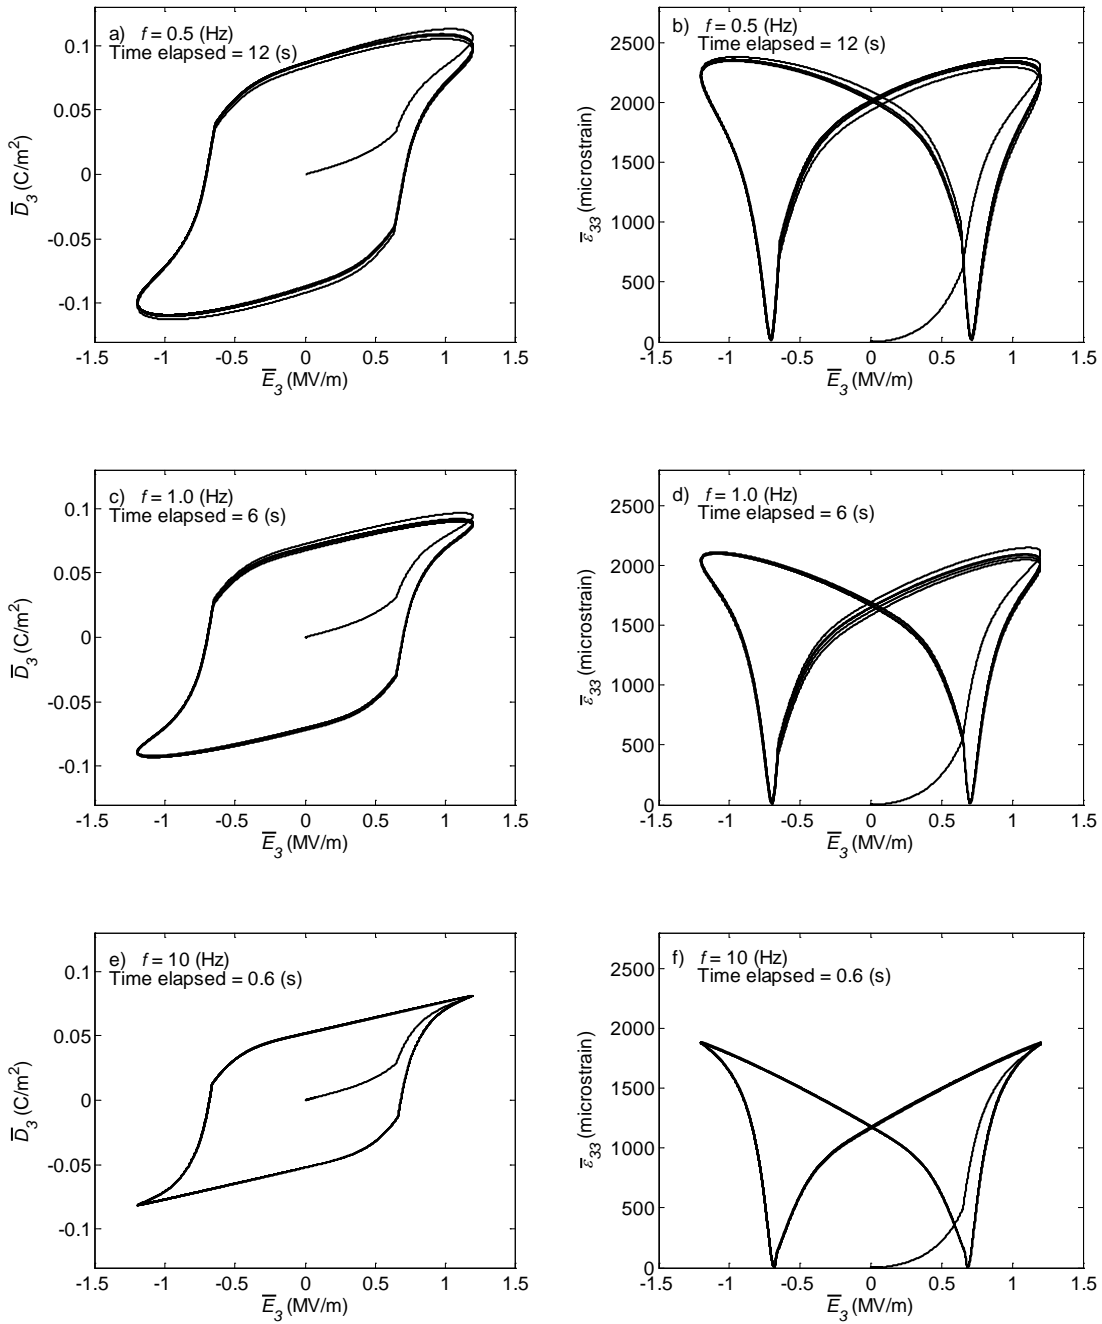 a) f = 0.5 (Hz)
Time elapsed = 12 (s)
0.1
0.05
0
-0.05
-0.1
D̅3 (C/m2)
-1.5 -1 -0.5 0 0.5 1 1.5
E̅3 (MV/m)
b) f = 0.5 (Hz)
Time elapsed = 12 (s)
2500
2000
1500
1000
500
0
ε̅33 (microstrain)
-1.5 -1 -0.5 0 0.5 1 1.5
E̅3 (MV/m)
c) f = 1.0 (Hz)
Time elapsed = 6 (s)
0.1
0.05
0
-0.05
-0.1
D̅3 (C/m2)
-1.5 -1 -0.5 0 0.5 1 1.5
E̅3 (MV/m)
d) f = 1.0 (Hz)
Time elapsed = 6 (s)
2500
2000
1500
1000
500
0
ε̅33 (microstrain)
-1.5 -1 -0.5 0 0.5 1 1.5
E̅3 (MV/m)
e) f = 10 (Hz)
Time elapsed = 0.6 (s)
0.1
0.05
0
-0.05
-0.1
D̅3 (C/m2)
-1.5 -1 -0.5 0 0.5 1 1.5
E̅3 (MV/m)
f) f = 10 (Hz)
Time elapsed = 0.6 (s)
2500
2000
1500
1000
500
0
ε̅33 (microstrain)
-1.5 -1 -0.5 0 0.5 1 1.5
E̅3 (MV/m)